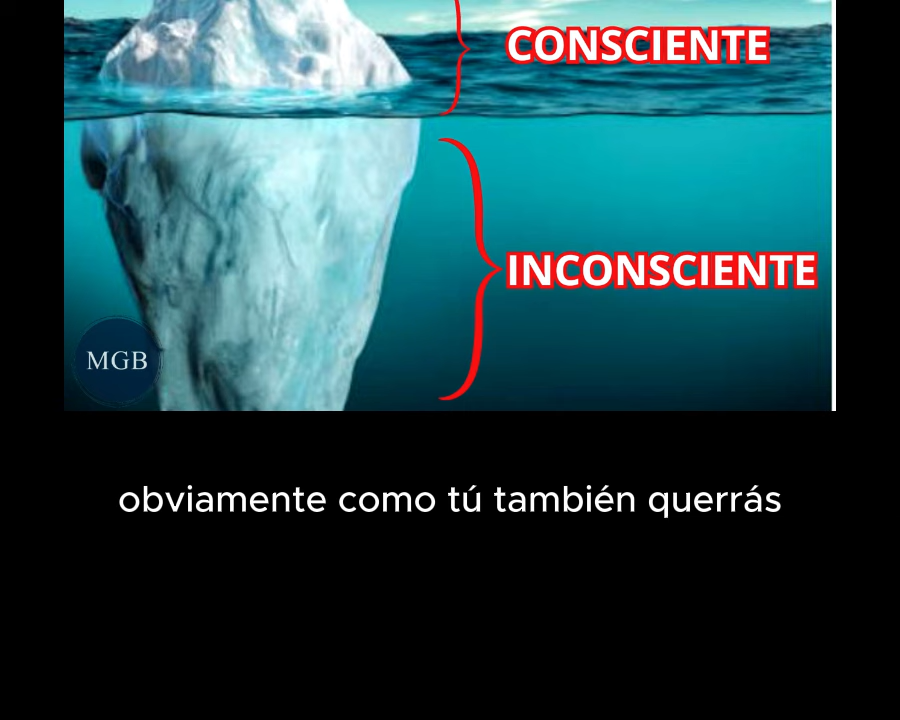 CONSCIENTE
INCONSCIENTE
MGB
obviamente como tú también querrás